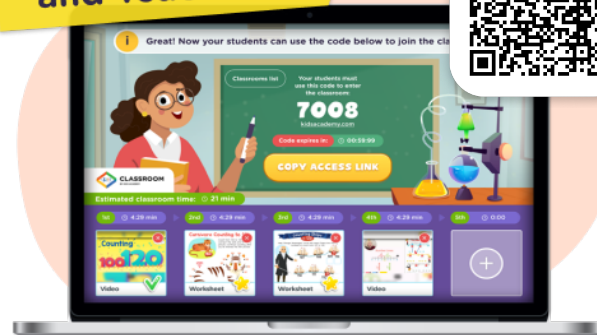 and
Great! Now your students can use the code below to join the cla
Classrooms list
Your students must
use this code to enter
the classroom:
7008
kidsacademy.com
Code expires in: 00:59:99
COPY ACCESS LINK
CLASSROOM
Estimated classroom time: 21 min
1st 4:29 min
2nd 4:29 min
3rd 4:29 min
4th 4:29 min
5th 0:00
Counting
100 120
Video
Worksheet
Worksheet
Video